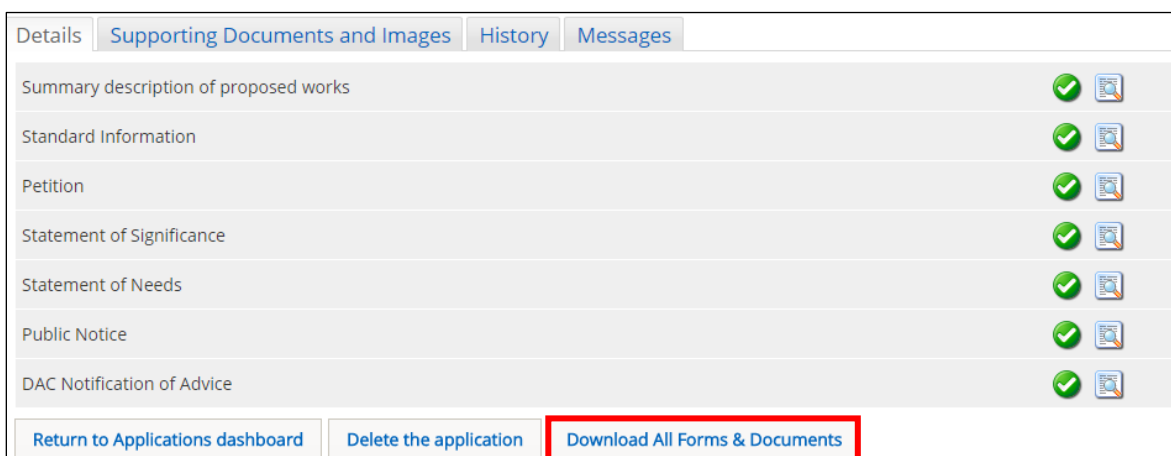 Details Supporting Documents and Images History Messages
Summary description of proposed works
Standard Information
Petition
Statement of Significance
Statement of Needs
Public Notice
DAC Notification of Advice
Return to Applications dashboard Delete the application Download All Forms & Documents